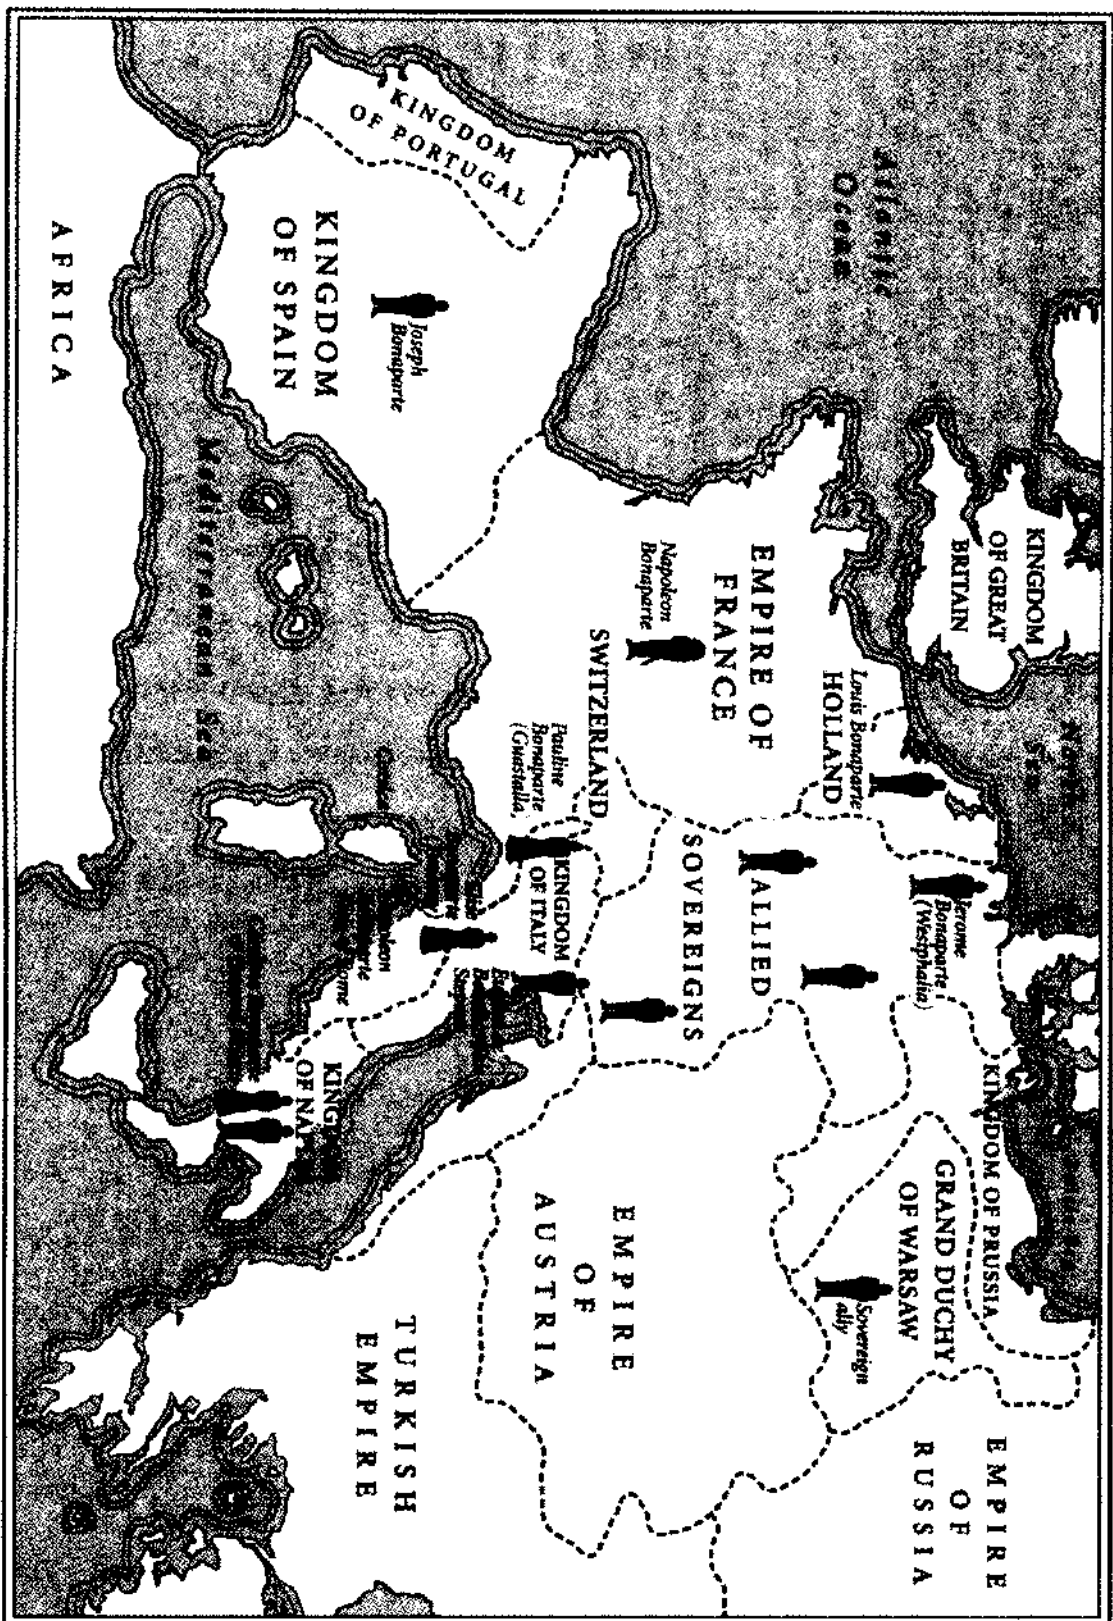 Atlantic
Ocean
North
Sea
KINGDOM
OF GREAT
BRITAIN
KINGDOM
OF PORTUGAL
KINGDOM
OF SPAIN
Joseph
Bonaparte
AFRICA
Mediterranean Sea
EMPIRE OF
FRANCE
Napoleon
Bonaparte
HOLLAND
Louis Bonaparte
SWITZERLAND
Pauline
Bonaparte
(Guastalla)
KINGDOM
OF ITALY
ALLIED
SOVEREIGNS
Jerome
Bonaparte
(Westphalia)
KINGDOM OF PRUSSIA
GRAND DUCHY
OF WARSAW
Sovereign
ally
EMPIRE
OF
RUSSIA
EMPIRE
OF
AUSTRIA
TURKISH
EMPIRE